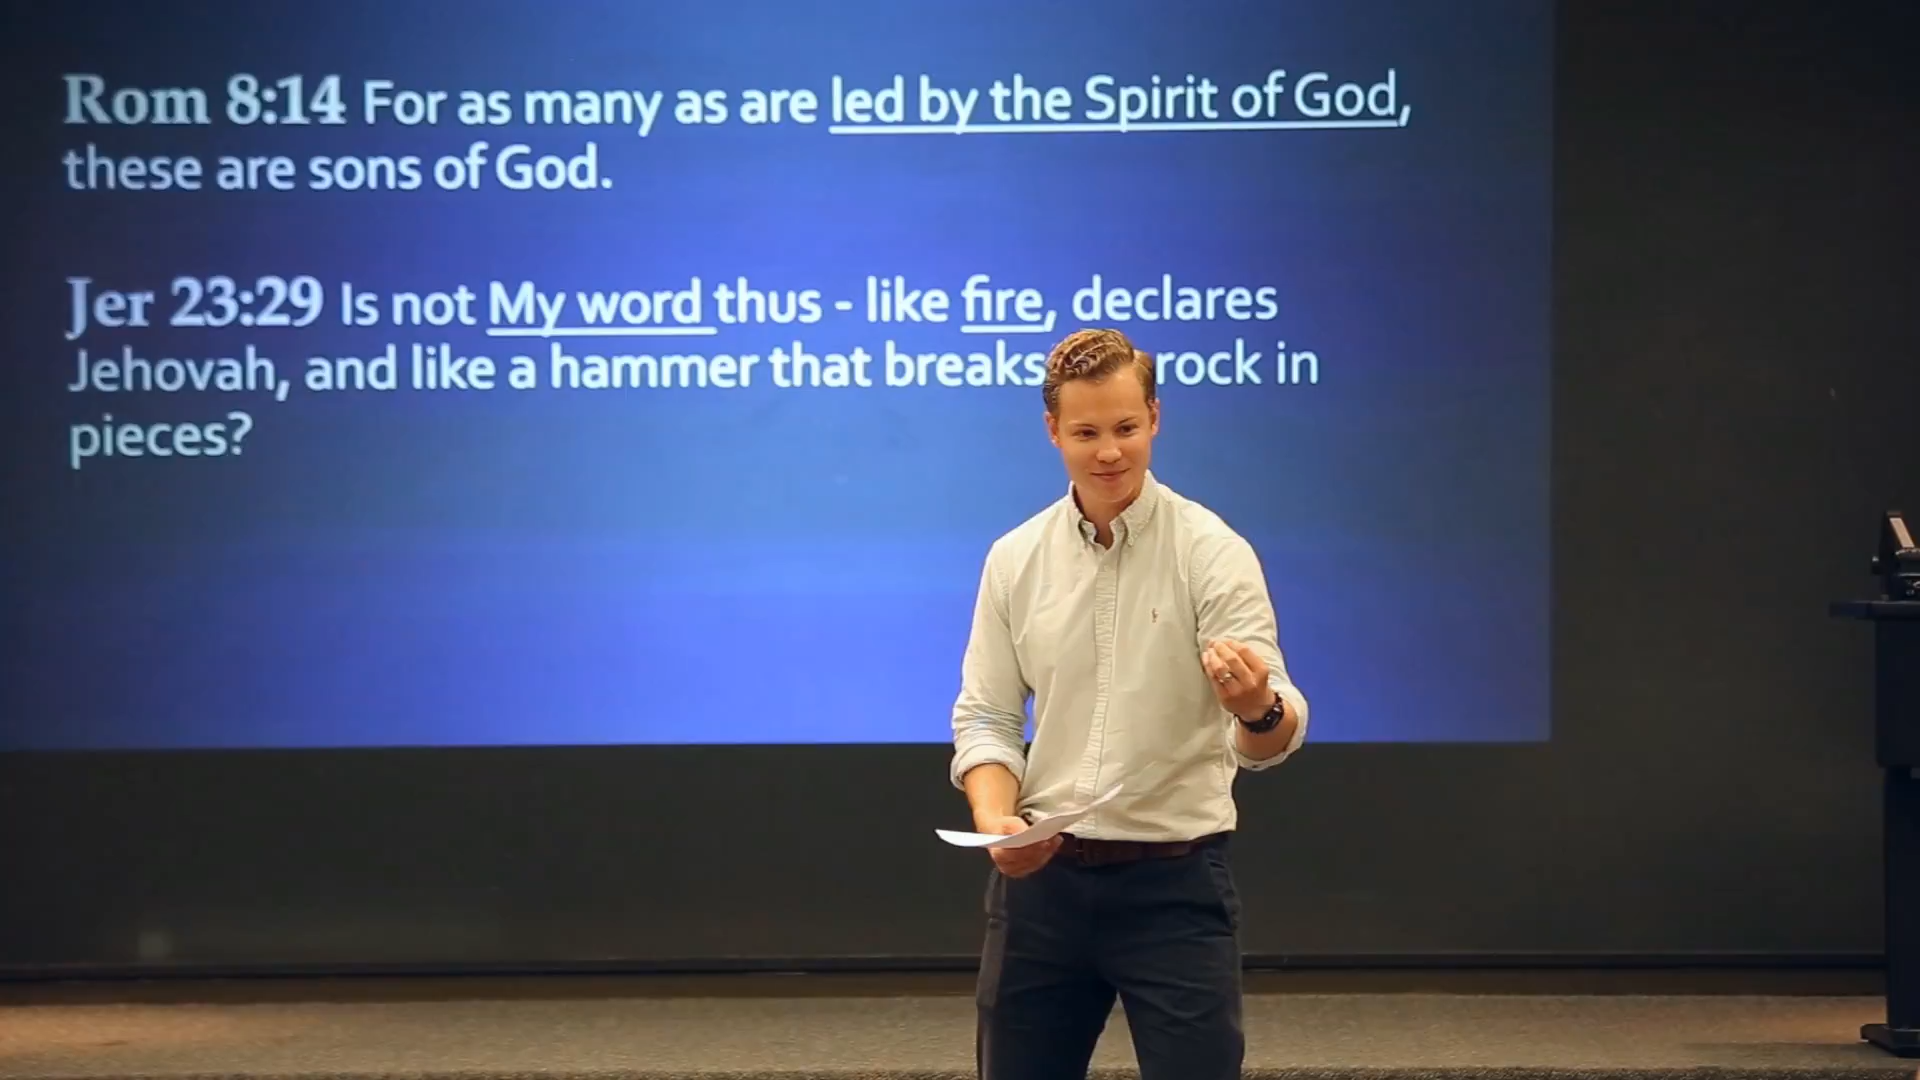 Rom 8:14 For as many as are led by the Spirit of God,
these are sons of God.
Jer 23:29 Is not My word thus - like fire, declares
Jehovah, and like a hammer that breaks rock in
pieces?